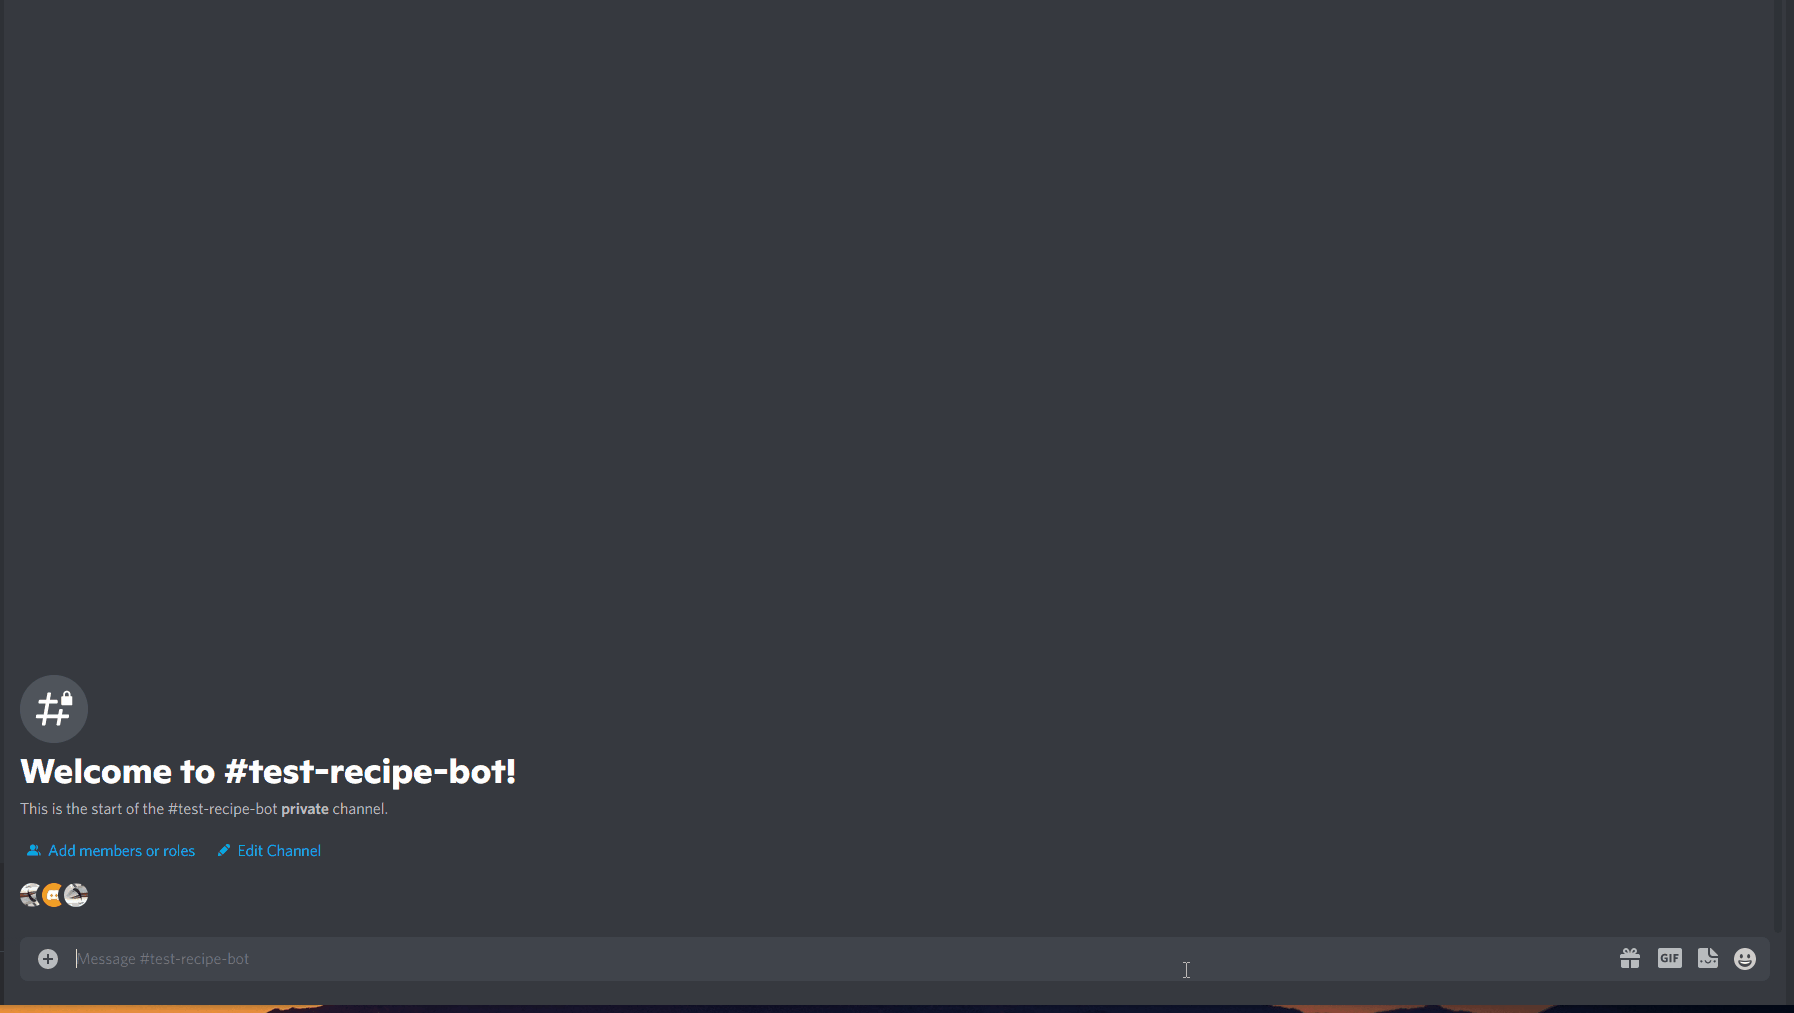 Welcome to #test-recipe-bot!
This is the start of the #test-recipe-bot private channel.
Add members or roles Edit Channel
Message #test-recipe-bot GIF